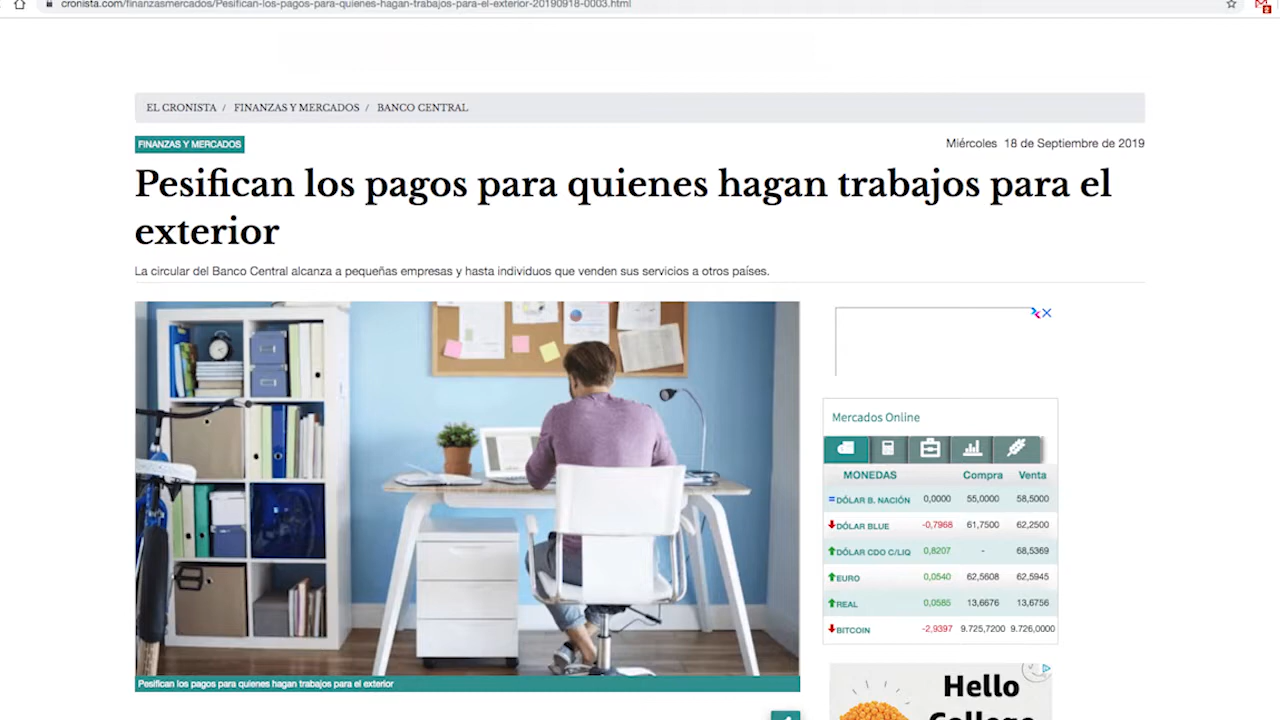 cronista.com/finanzasmercados/Pesifican-los-pagos-para-quienes-hagan-trabajos-para-el-exterior-20190918-0003.html
EL CRONISTA / FINANZAS Y MERCADOS / BANCO CENTRAL
FINANZAS Y MERCADOS
Miércoles 18 de Septiembre de 2019
Pesifican los pagos para quienes hagan trabajos para el
exterior
La circular del Banco Central alcanza a pequeñas empresas y hasta individuos que venden sus servicios a otros países.
Mercados Online
MONEDAS Compra Venta
DÓLAR B. NACIÓN 0,0000 55,0000 58,5000
DÓLAR BLUE -0,7968 61,7500 62,2500
DÓLAR CDO C/LIQ 0,8207 - 68,5369
EURO 0,0540 62,5608 62,5945
REAL 0,0585 13,6676 13,6756
BITCOIN -2,9397 9.725,7200 9.726,0000
Pesifican los pagos para quienes hagan trabajos para el exterior
Hello
College